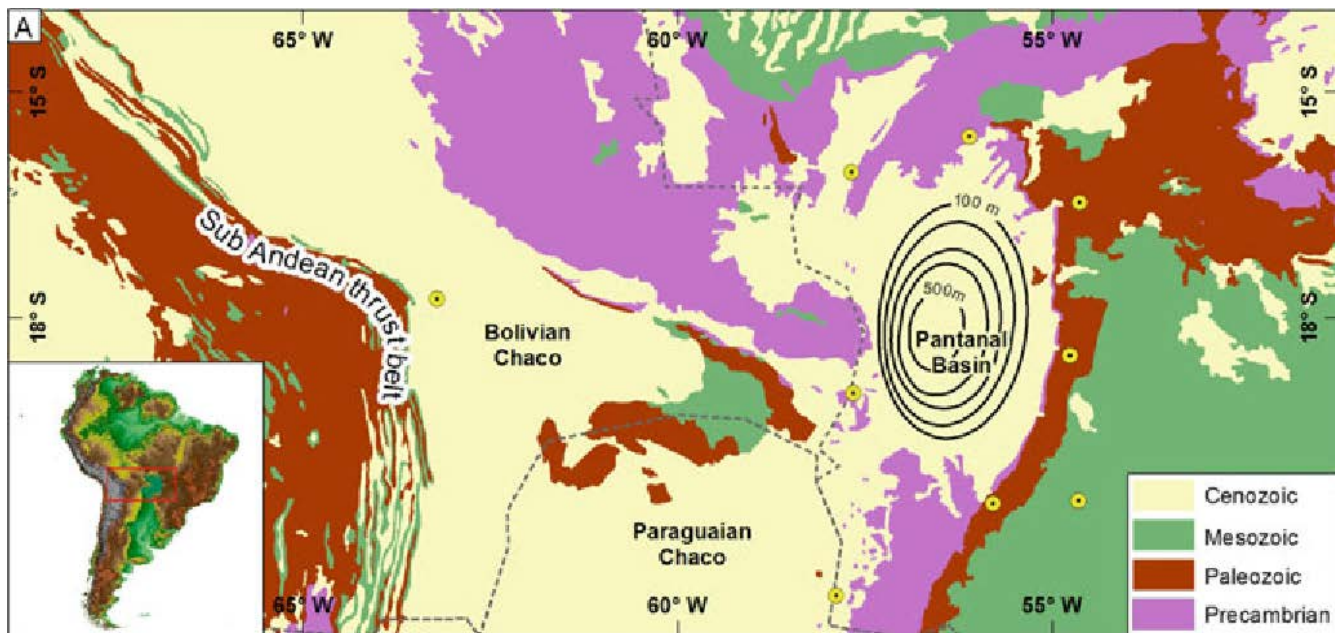 A
65° W
60° W
55° W
15° S
15° S
100 m
Sub Andean thrust belt
500m
18° S
18° S
Bolivian
Chaco
Pantanal
Basin
Paraguaian
Chaco
65° W
60° W
55° W
Cenozoic
Mesozoic
Paleozoic
Precambrian